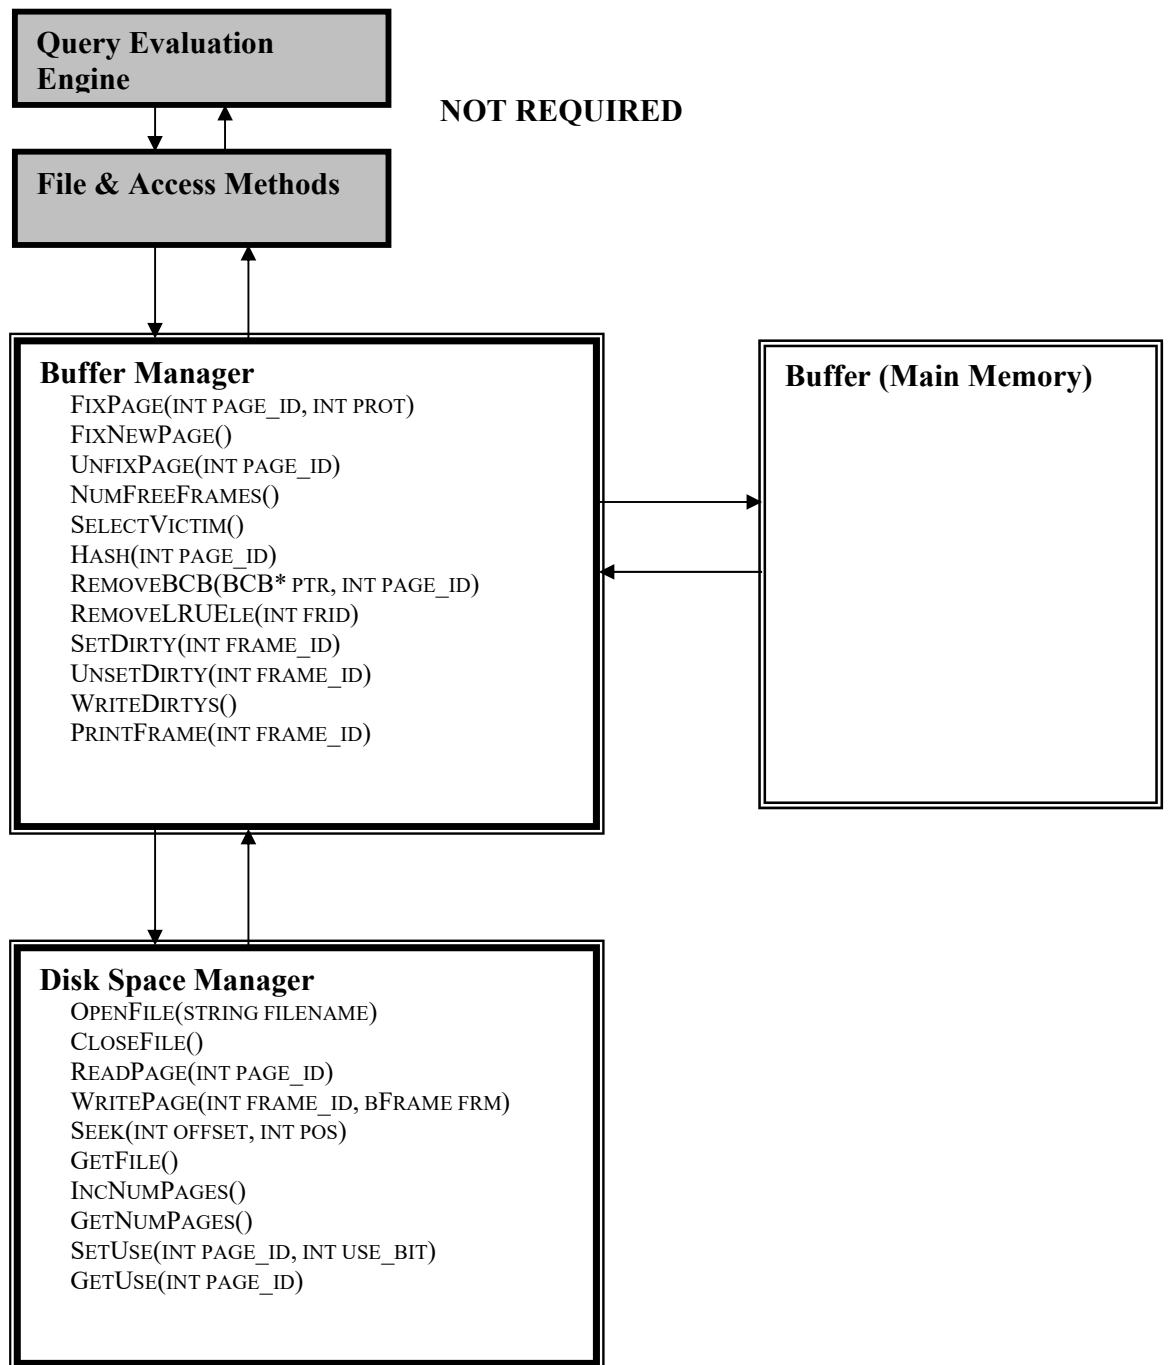 Query Evaluation
Engine
NOT REQUIRED
File & Access Methods
Buffer Manager
FIXPAGE(INT PAGE_ID, INT PROT)
FIXNEWPAGE()
UNFIXPAGE(INT PAGE_ID)
NUMFREEFRAMES()
SELECTVICTIM()
HASH(INT PAGE_ID)
REMOVEBCB(BCB* PTR, INT PAGE_ID)
REMOVELRUELE(INT FRID)
SETDIRTY(INT FRAME_ID)
UNSETDIRTY(INT FRAME_ID)
WRITEDIRTYS()
PRINTFRAME(INT FRAME_ID)
Buffer (Main Memory)
Disk Space Manager
OPENFILE(STRING FILENAME)
CLOSEFILE()
READPAGE(INT PAGE_ID)
WRITEPAGE(INT FRAME_ID, BFRAME FRM)
SEEK(INT OFFSET, INT POS)
GETFILE()
INCNUMPAGES()
GETNUMPAGES()
SETUSE(INT PAGE_ID, INT USE_BIT)
GETUSE(INT PAGE_ID)